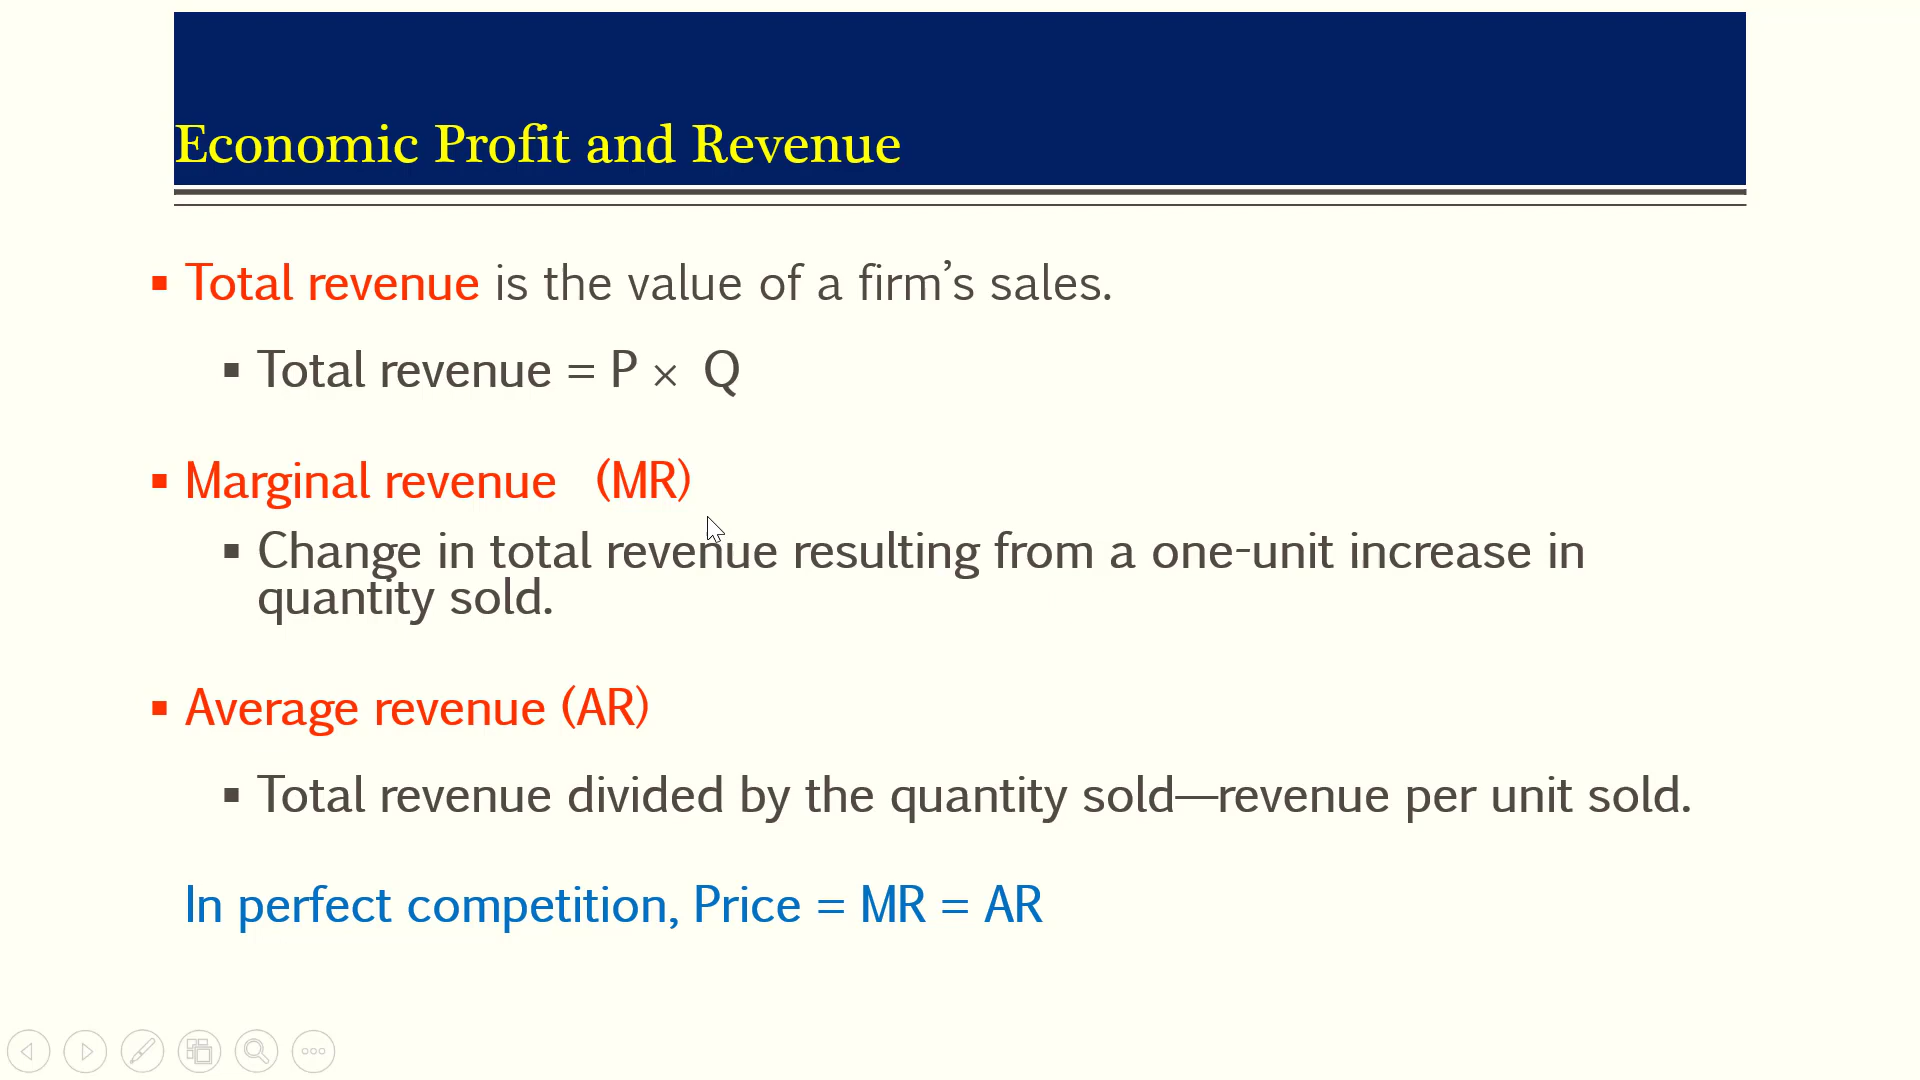 Economic Profit and Revenue
▪ Total revenue is the value of a firm’s sales.
▪ Total revenue = P × Q
▪ Marginal revenue (MR)
▪ Change in total revenue resulting from a one-unit increase in
quantity sold.
▪ Average revenue (AR)
▪ Total revenue divided by the quantity sold—revenue per unit sold.
In perfect competition, Price = MR = AR